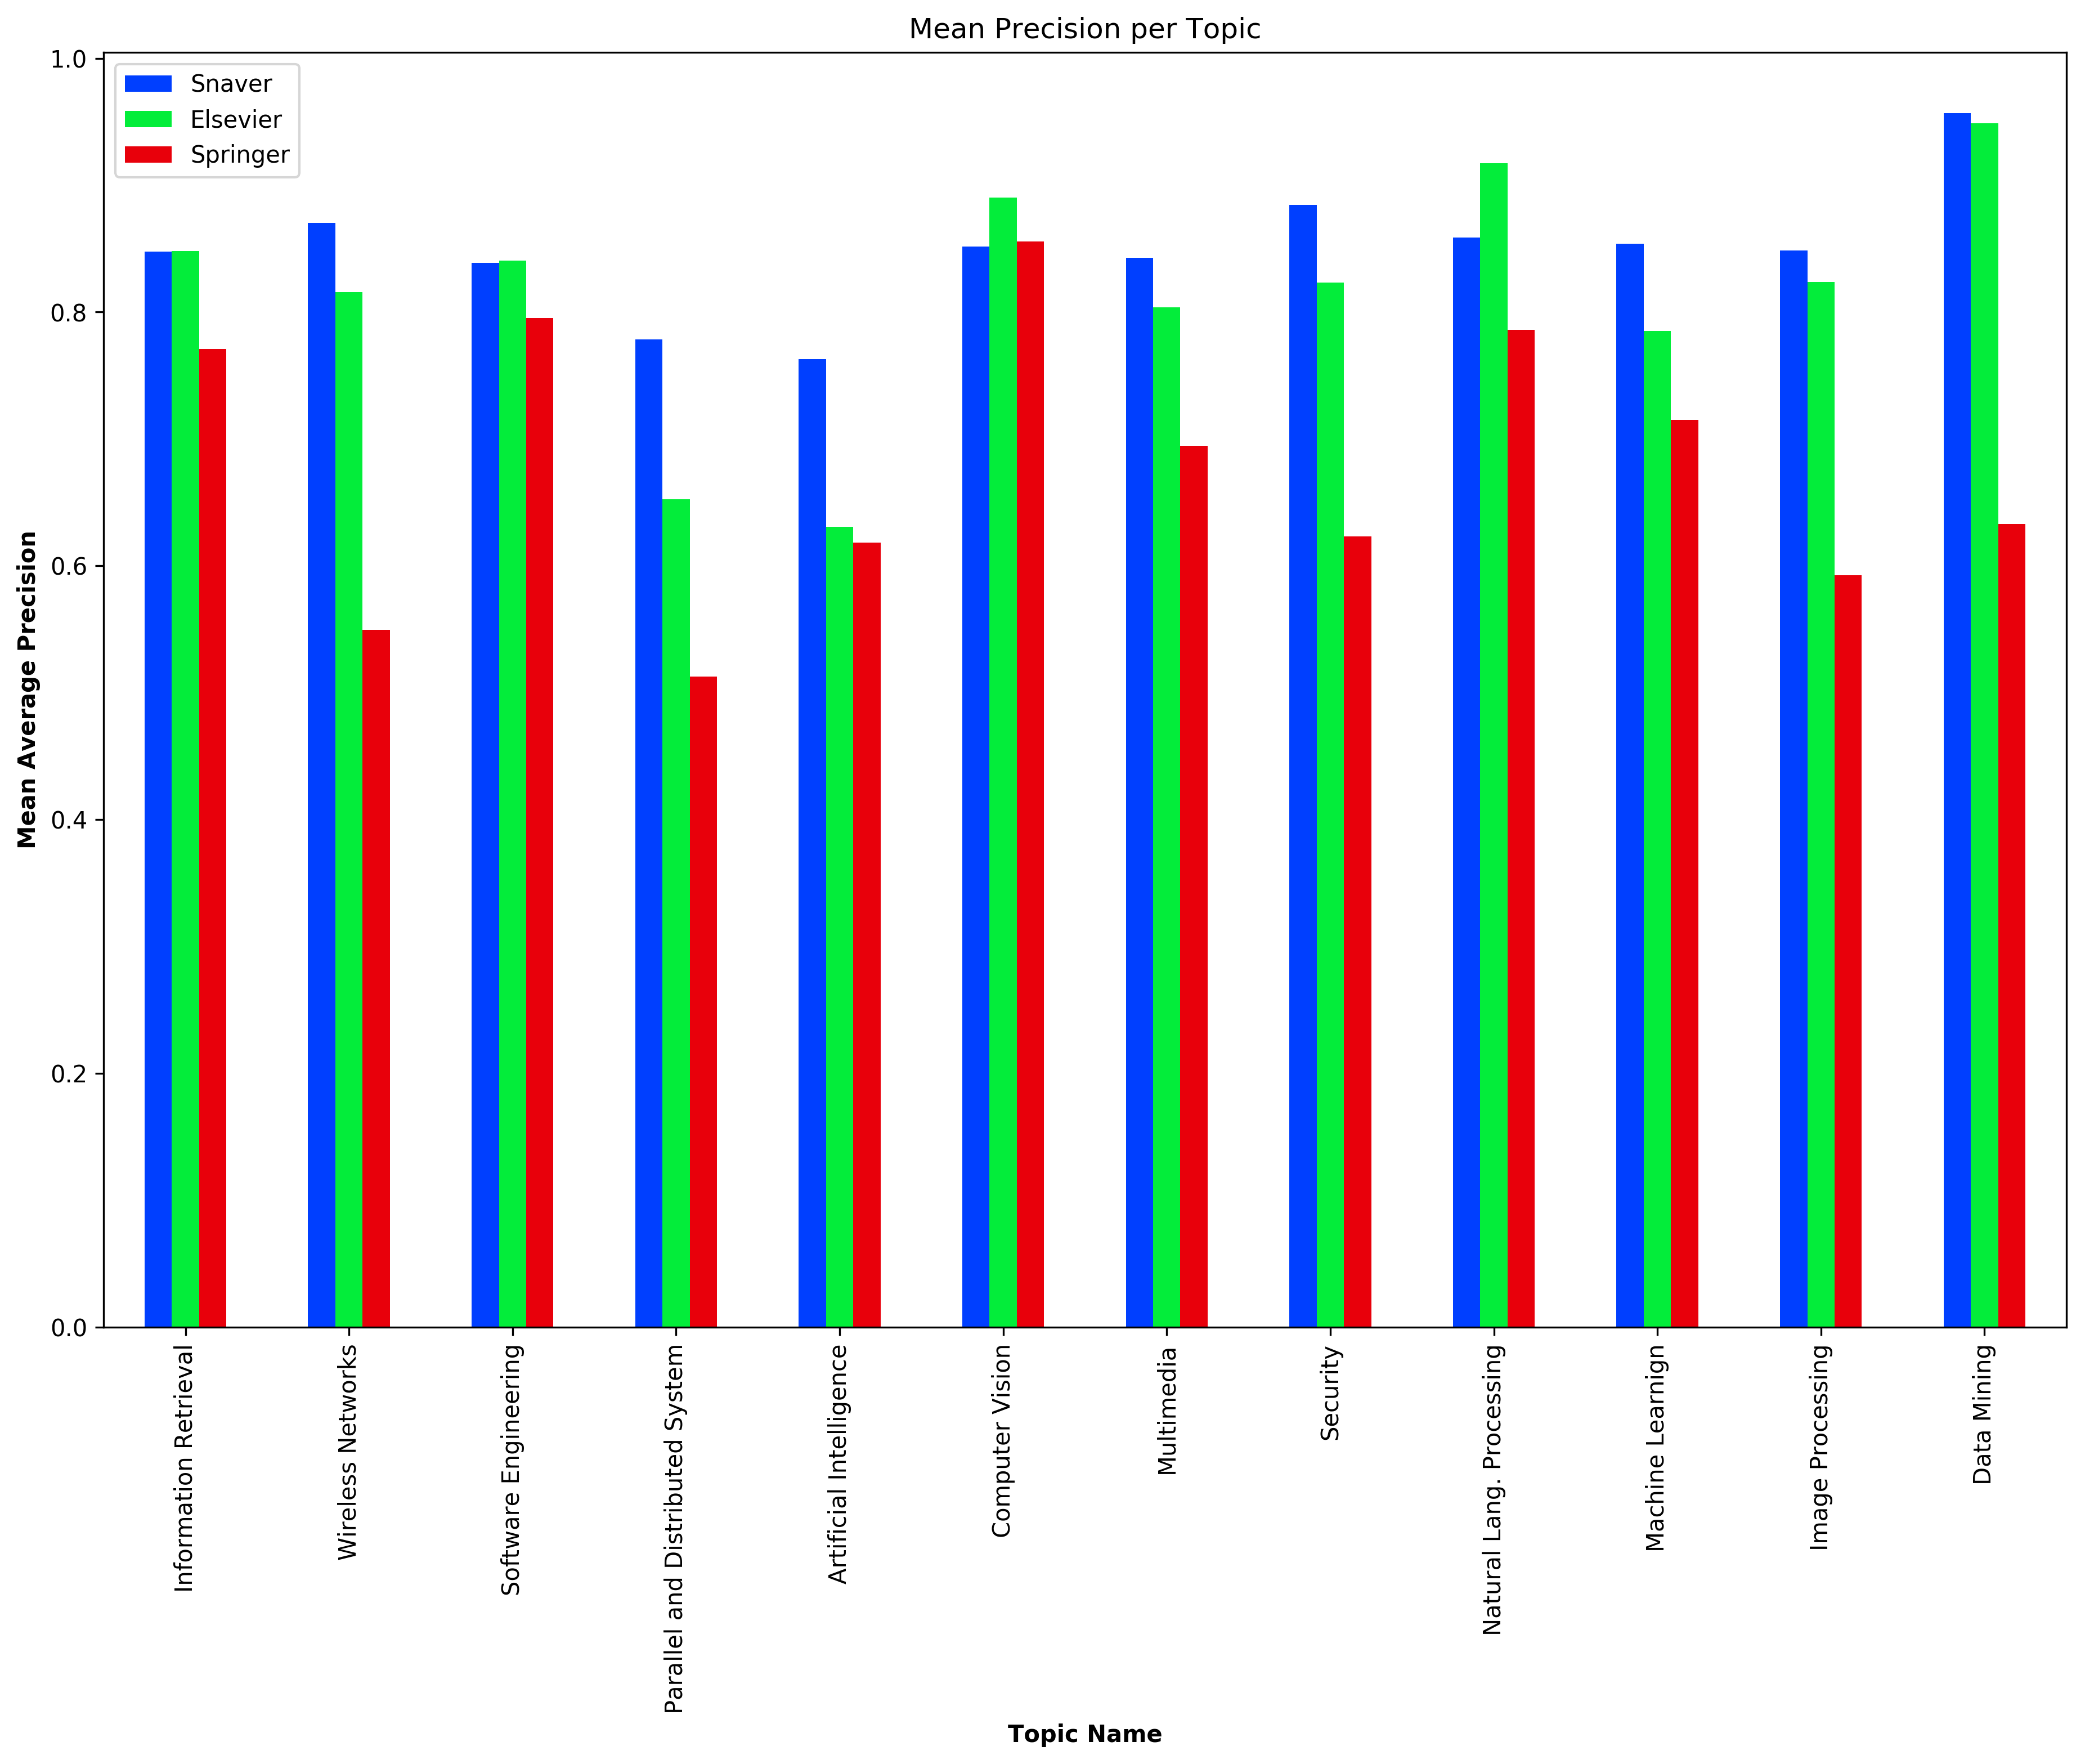 Mean Precision per Topic
Snaver
Elsevier
Springer
1.0
0.8
0.6
0.4
0.2
0.0
Mean Average Precision
Information Retrieval
Wireless Networks
Software Engineering
Parallel and Distributed System
Artificial Intelligence
Computer Vision
Multimedia
Security
Natural Lang. Processing
Machine Learnign
Image Processing
Data Mining
Topic Name